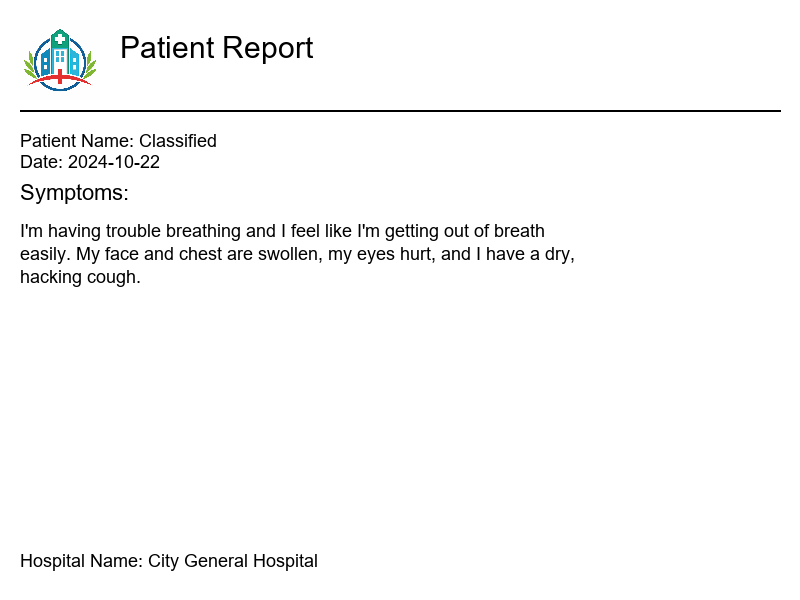 Patient Report
Patient Name: Classified
Date: 2024-10-22
Symptoms:
I'm having trouble breathing and I feel like I'm getting out of breath
easily. My face and chest are swollen, my eyes hurt, and I have a dry,
hacking cough.
Hospital Name: City General Hospital